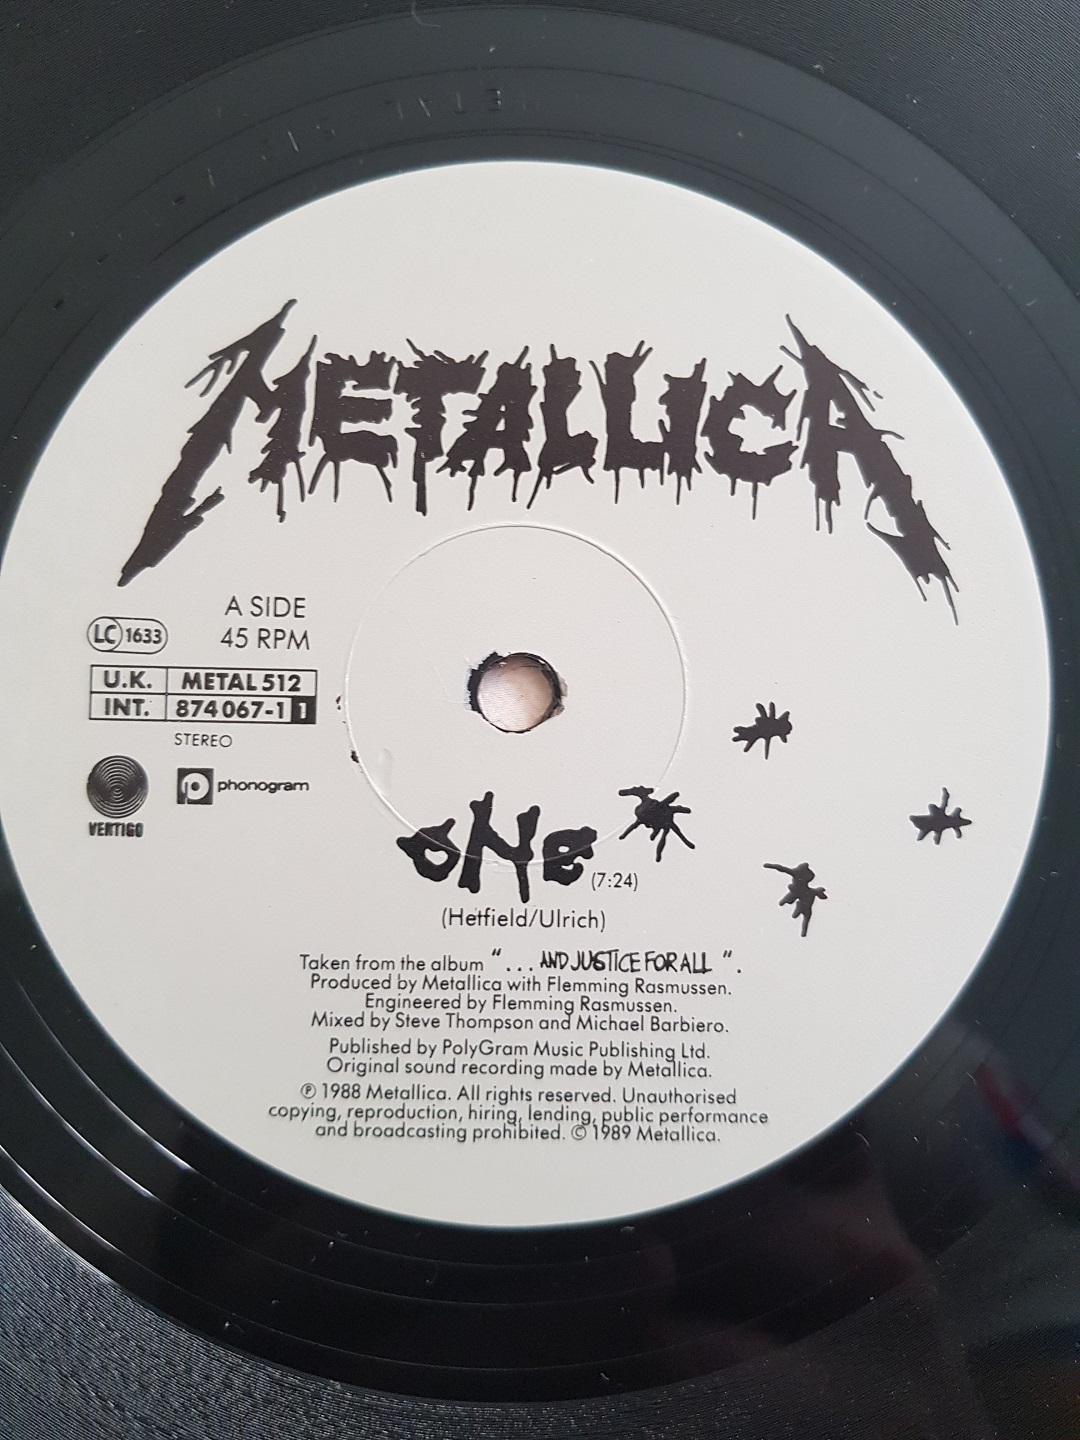 METAL 512
METALLICA
A SIDE
45 RPM
LC 1633
U.K. METAL 512
INT. 874 067-1 1
STEREO
VERTIGO
phonogram
oNe (7:24)
(Hetfield/Ulrich)
Taken from the album "... AND JUSTICE FOR ALL ".
Produced by Metallica with Flemming Rasmussen.
Engineered by Flemming Rasmussen.
Mixed by Steve Thompson and Michael Barbiero.
Published by PolyGram Music Publishing Ltd.
Original sound recording made by Metallica.
℗ 1988 Metallica. All rights reserved. Unauthorised
copying, reproduction, hiring, lending, public performance
and broadcasting prohibited. © 1989 Metallica.